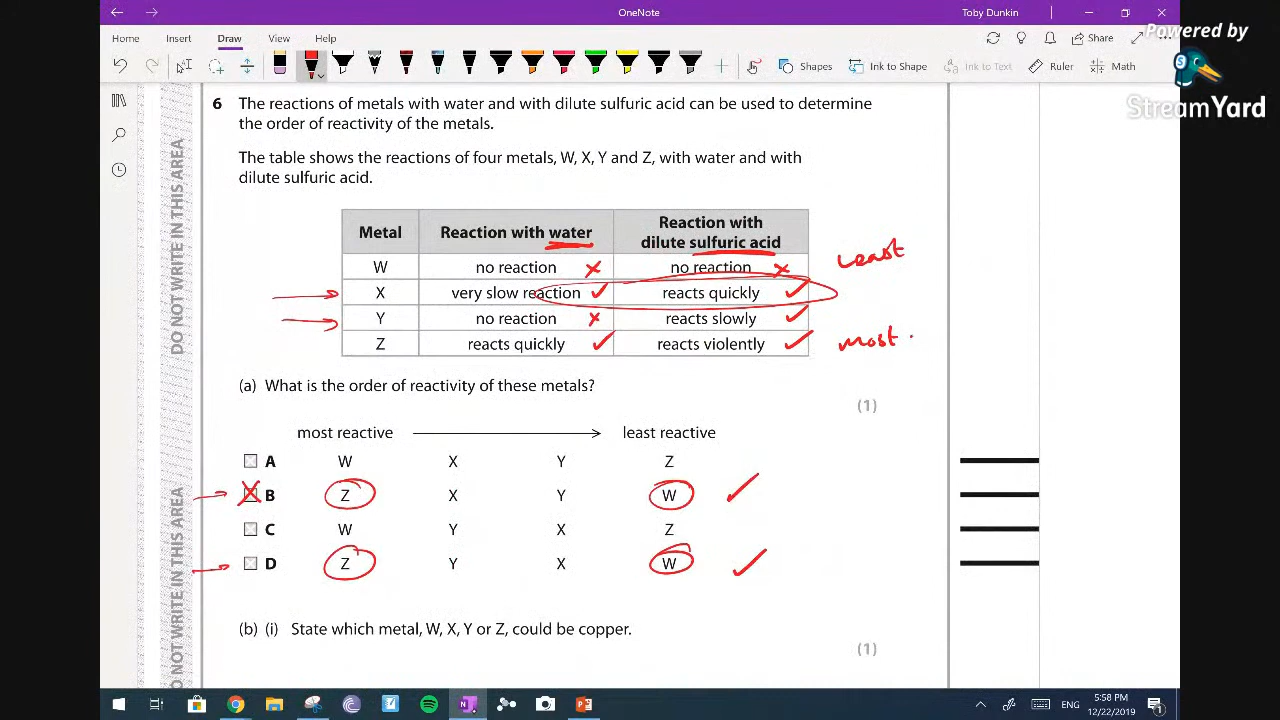 OneNote
Toby Dunkin
Powered by
StreamYard
Home Insert Draw View Help
Share
Shapes Ink to Shape Ink to Text Ruler Math
6 The reactions of metals with water and with dilute sulfuric acid can be used to determine
the order of reactivity of the metals.
The table shows the reactions of four metals, W, X, Y and Z, with water and with
dilute sulfuric acid.
Metal Reaction with water Reaction with dilute sulfuric acid
W no reaction no reaction
Least
X very slow reaction reacts quickly
Y no reaction reacts slowly
Z reacts quickly reacts violently
most
(a) What is the order of reactivity of these metals?
(1)
most reactive least reactive
A W X Y Z
B Z X Y W
C W Y X Z
D Z Y X W
(b) (i) State which metal, W, X, Y or Z, could be copper.
(1)
DO NOT WRITE IN THIS AREA
DO NOT WRITE IN THIS AREA
ENG
5:58 PM
12/22/2019